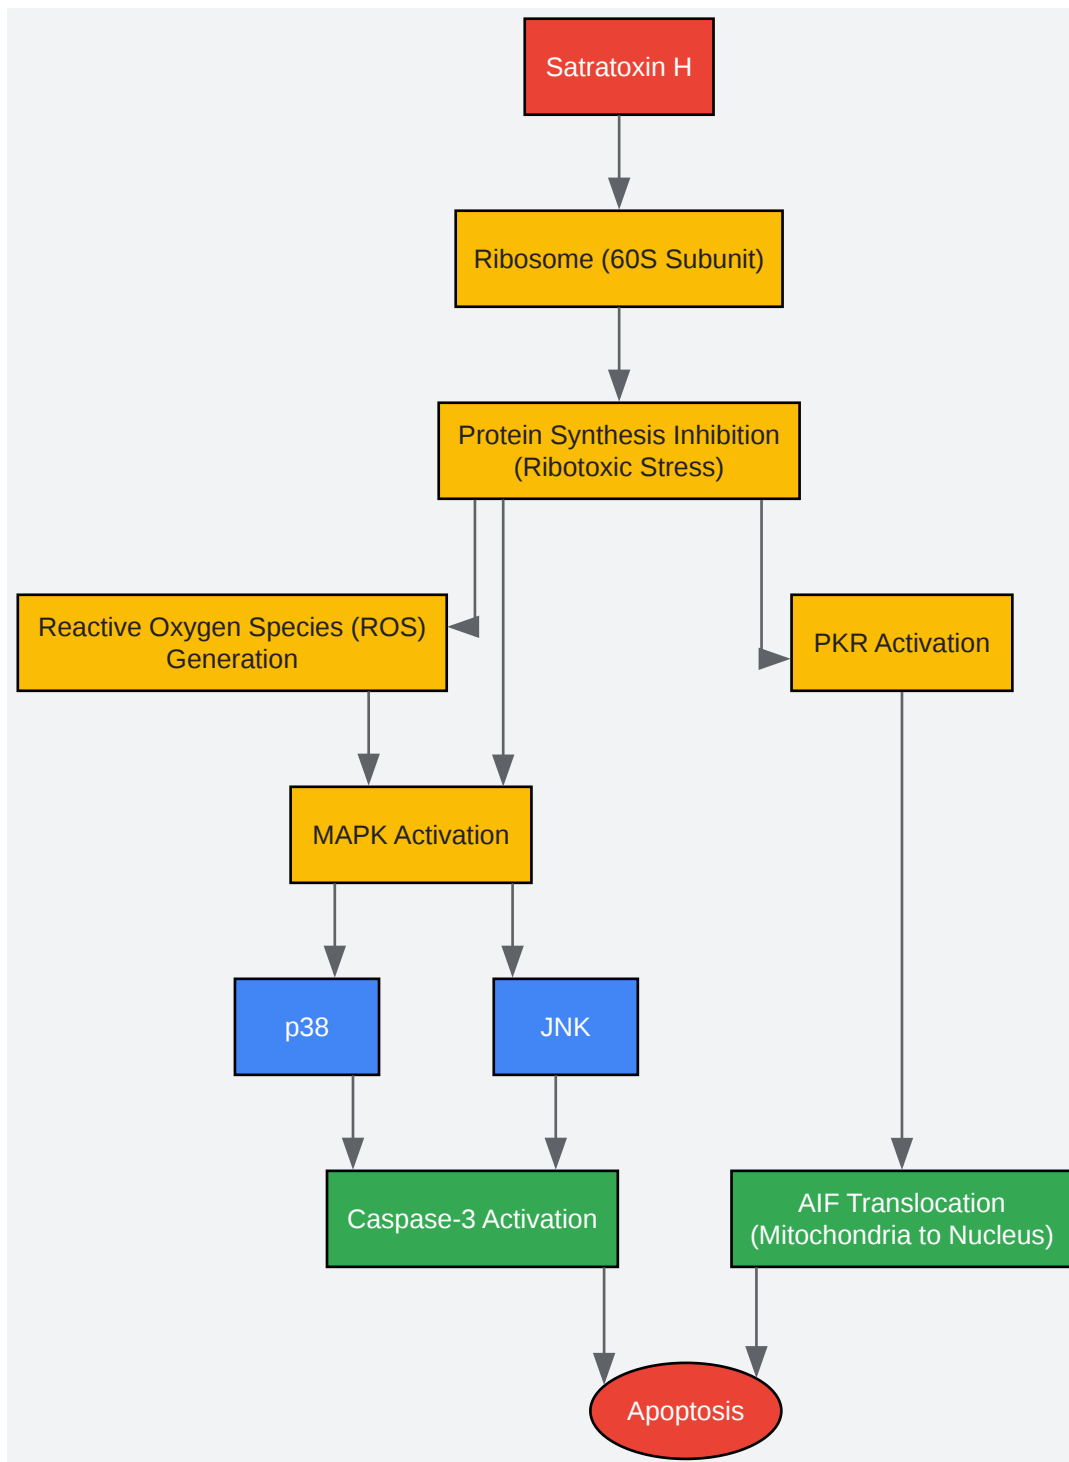 Satratoxin H
Ribosome (60S Subunit)
Protein Synthesis Inhibition
(Ribotoxic Stress)
Reactive Oxygen Species (ROS)
Generation
PKR Activation
MAPK Activation
p38
JNK
Caspase-3 Activation
AIF Translocation
(Mitochondria to Nucleus)
Apoptosis